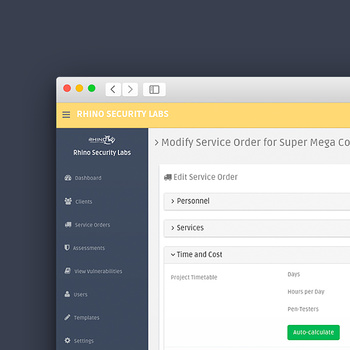 RHINO SECURITY LABS
RHINO
Rhino Security Labs
Dashboard
Clients
Service Orders
Assessments
View Vulnerabilities
Users
Templates
Settings
Modify Service Order for Super Mega Co
Edit Service Order
Personnel
Services
Time and Cost
Project Timetable
Days
Hours per Day
Pen-Testers
Auto-calculate